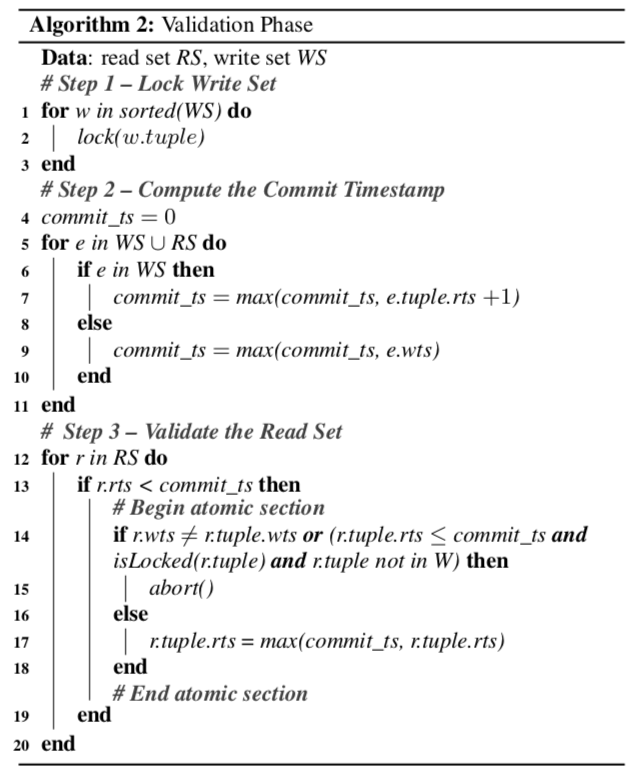 Algorithm 2: Validation Phase
Data: read set RS, write set WS
# Step 1 – Lock Write Set
1 for w in sorted(WS) do
2 lock(w.tuple)
3 end
# Step 2 – Compute the Commit Timestamp
4 commit_ts = 0
5 for e in WS ∪ RS do
6 if e in WS then
7 commit_ts = max(commit_ts, e.tuple.rts +1)
8 else
9 commit_ts = max(commit_ts, e.wts)
10 end
11 end
# Step 3 – Validate the Read Set
12 for r in RS do
13 if r.rts < commit_ts then
# Begin atomic section
14 if r.wts ≠ r.tuple.wts or (r.tuple.rts ≤ commit_ts and
isLocked(r.tuple) and r.tuple not in W) then
15 abort()
16 else
17 r.tuple.rts = max(commit_ts, r.tuple.rts)
18 end
# End atomic section
19 end
20 end